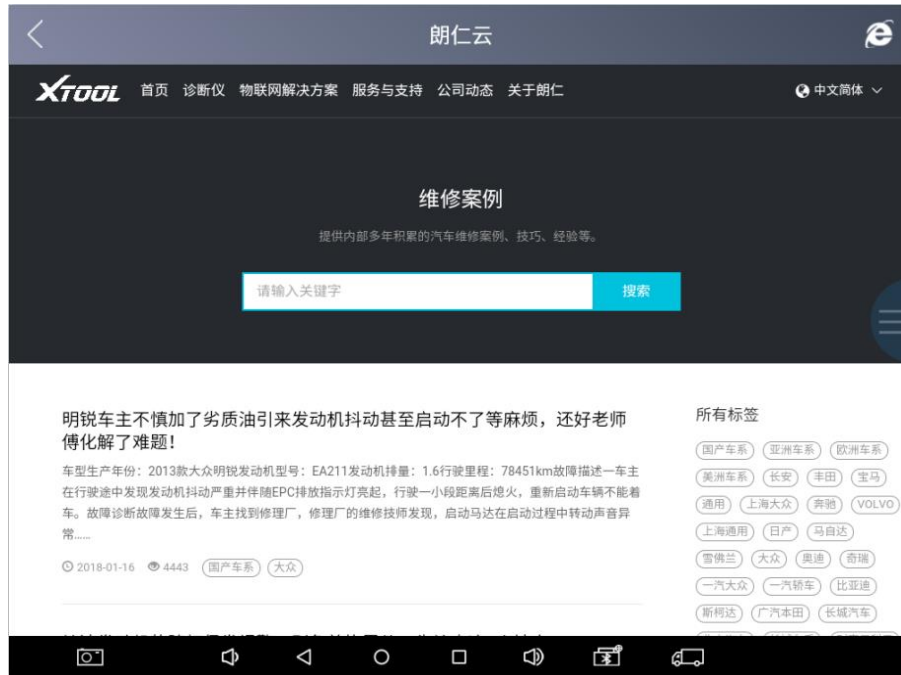 朗仁云
XTOOL 首页 诊断仪 物联网解决方案 服务与支持 公司动态 关于朗仁 中文简体
维修案例
提供内部多年积累的汽车维修案例、技巧、经验等。
请输入关键字 搜索
明锐车主不慎加了劣质油引来发动机抖动甚至启动不了等麻烦，还好老师
傅化解了难题！
车型生产年份：2013款大众明锐发动机型号：EA211发动机排量：1.6行驶里程：78451km故障描述一车主
在行驶途中发现发动机抖动严重并伴随EPC排放指示灯亮起，行驶一小段距离后熄火，重新启动车辆不能着
车。故障诊断故障发生后，车主找到修理厂，修理厂的维修技师发现，启动马达在启动过程中转动声音异
常......
2018-01-16 4443 国产车系 大众
所有标签
国产车系 亚洲车系 欧洲车系
美洲车系 长安 丰田 宝马
通用 上海大众 奔驰 VOLVO
上海通用 日产 马自达
雪佛兰 大众 奥迪 奇瑞
一汽大众 一汽轿车 比亚迪
斯柯达 广汽本田 长城汽车